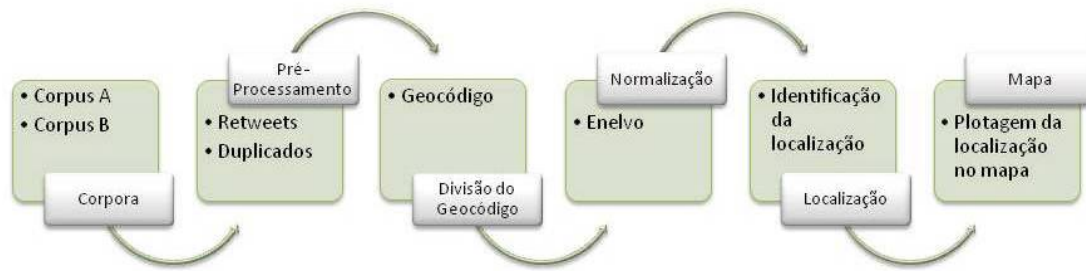 • Corpus A
• Corpus B
Corpora
Pré-
Processamento
• Retweets
• Duplicados
• Geocódigo
Divisão do
Geocódigo
Normalização
• Enelvo
• Identificação
da
localização
Localização
Mapa
• Plotagem da
localização
no mapa